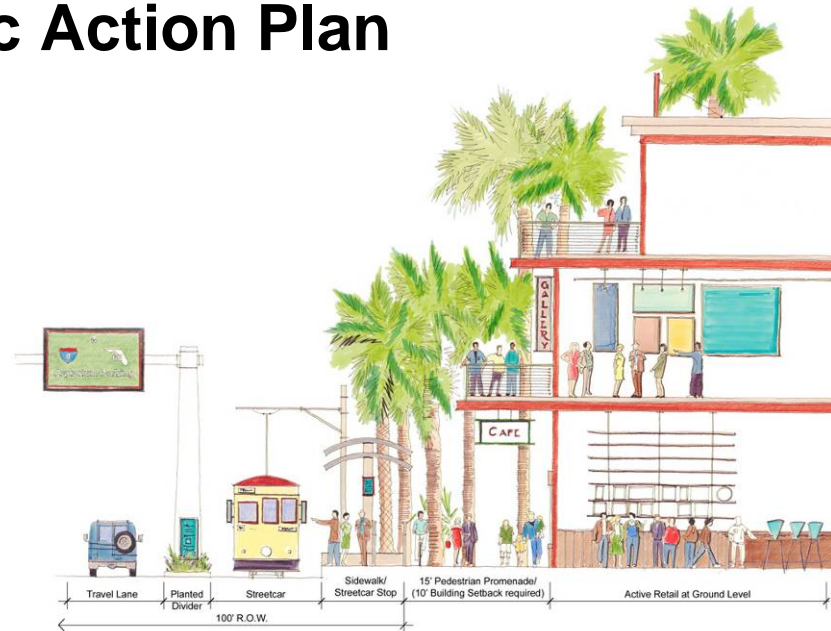 c Action Plan
GALLERY
CAFE
Travel Lane
Planted
Divider
Streetcar
Sidewalk/
Streetcar Stop
15' Pedestrian Promenade/
(10' Building Setback required)
Active Retail at Ground Level
100' R.O.W.